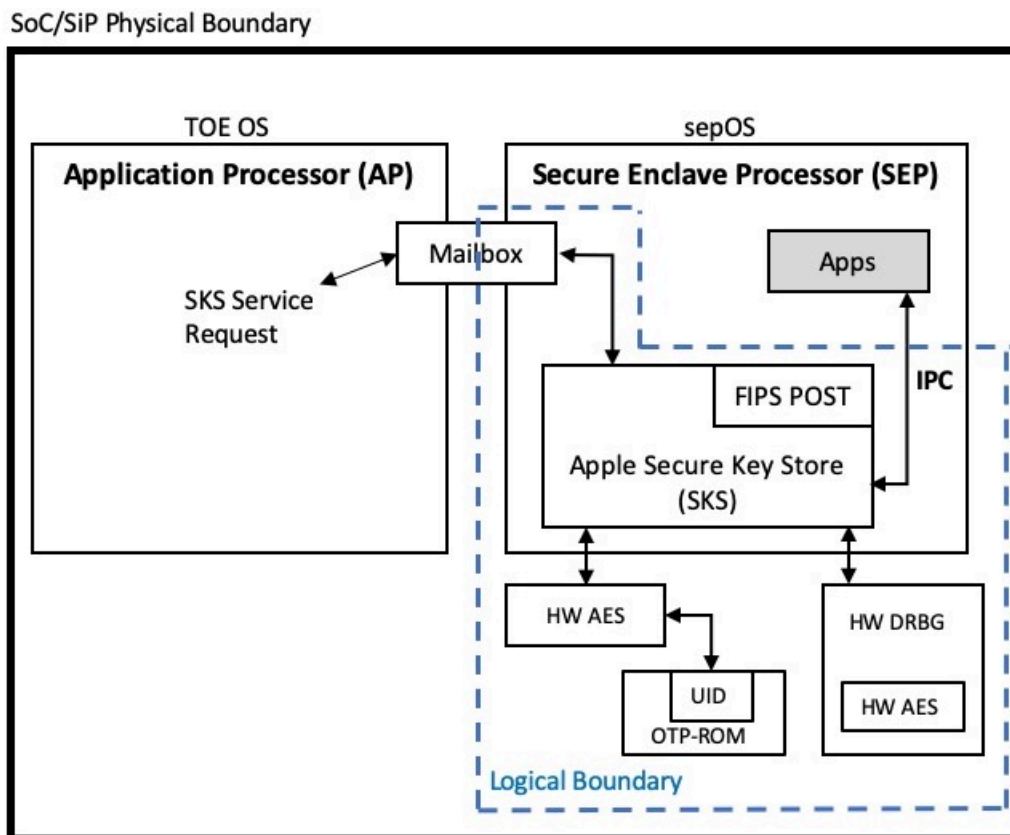 SoC/SiP Physical Boundary
TOE OS
Application Processor (AP)
SKS Service
Request
Mailbox
sepOS
Secure Enclave Processor (SEP)
Apps
IPC
FIPS POST
Apple Secure Key Store
(SKS)
HW AES
UID
OTP-ROM
HW DRBG
HW AES
Logical Boundary